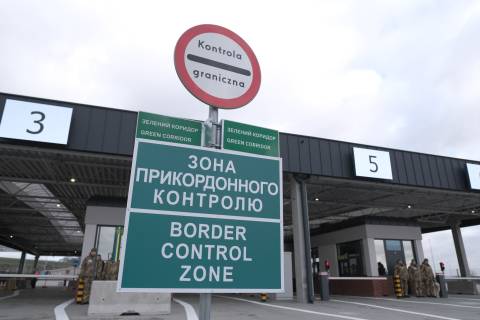 Kontrola
graniczna
3
ЗЕЛЕНИЙ КОРИДОР
GREEN CORRIDOR
ЗЕЛЕНИЙ КОРИДОР
GREEN CORRIDOR
5
ЗОНА
ПРИКОРДОННОГО
КОНТРОЛЮ
BORDER
CONTROL
ZONE